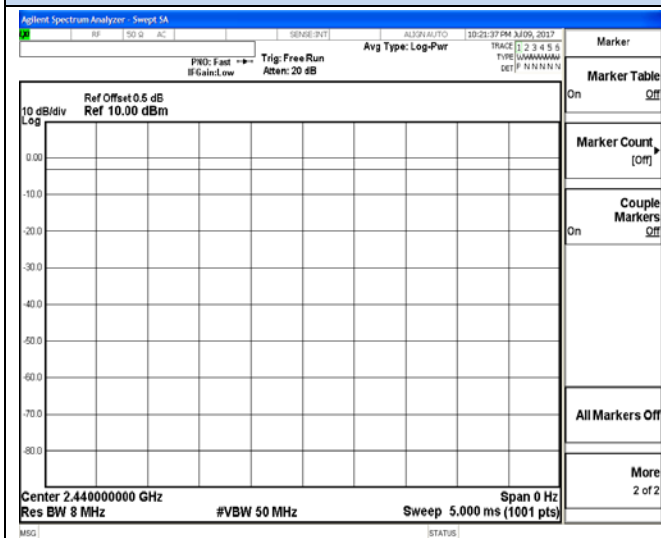 Agilent Spectrum Analyzer - Swept SA
RF 50 Ω AC SENSE:INT ALIGN AUTO 10:21:37 PM Jul 09, 2017
Avg Type: Log-Pwr TRACE 1 2 3 4 5 6
PNO: Fast Trig: Free Run TYPE WWWWWW
IFGain:Low Atten: 20 dB DET P N N N N N
Ref Offset 0.5 dB
10 dB/div Ref 10.00 dBm
Log
0.00
-10.0
-20.0
-30.0
-40.0
-50.0
-60.0
-70.0
-80.0
Center 2.440000000 GHz Span 0 Hz
Res BW 8 MHz #VBW 50 MHz Sweep 5.000 ms (1001 pts)
MSG STATUS
Marker
Marker Table
On Off
Marker Count
[Off]
Couple
Markers
On Off
All Markers Off
More
2 of 2